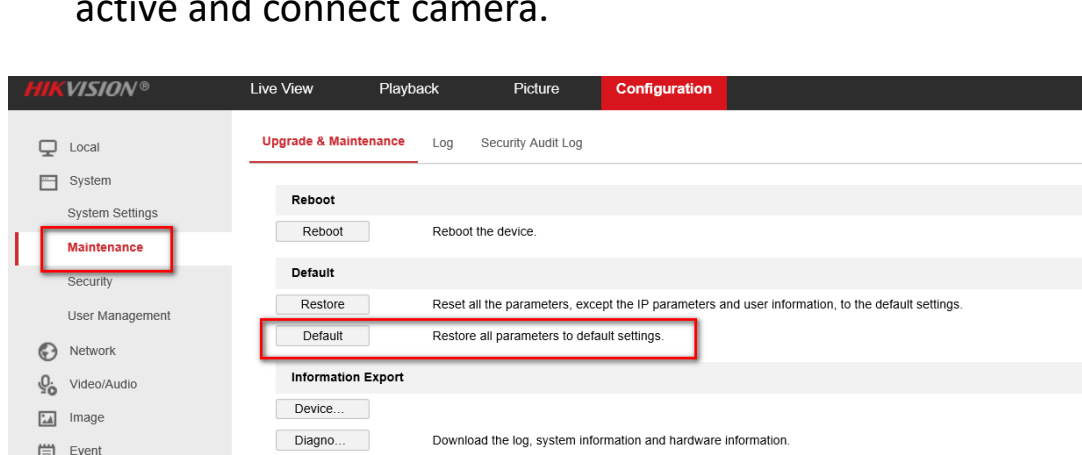 active and connect camera.
HIKVISION®
Live View Playback Picture Configuration
Local
System
System Settings
Maintenance
Security
User Management
Network
Video/Audio
Image
Event
Upgrade & Maintenance Log Security Audit Log
Reboot
Reboot Reboot the device.
Default
Restore Reset all the parameters, except the IP parameters and user information, to the default settings.
Default Restore all parameters to default settings.
Information Export
Device...
Diagno... Download the log, system information and hardware information.